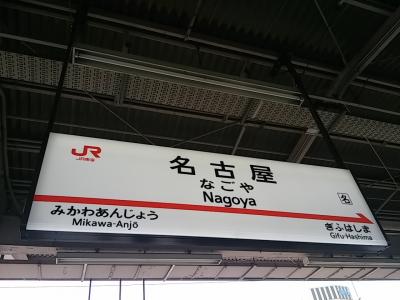 JR
JR東海
名古屋
なごや
Nagoya
名
みかわあんじょう
Mikawa-Anjō
ぎふはしま
Gifu-Hashima